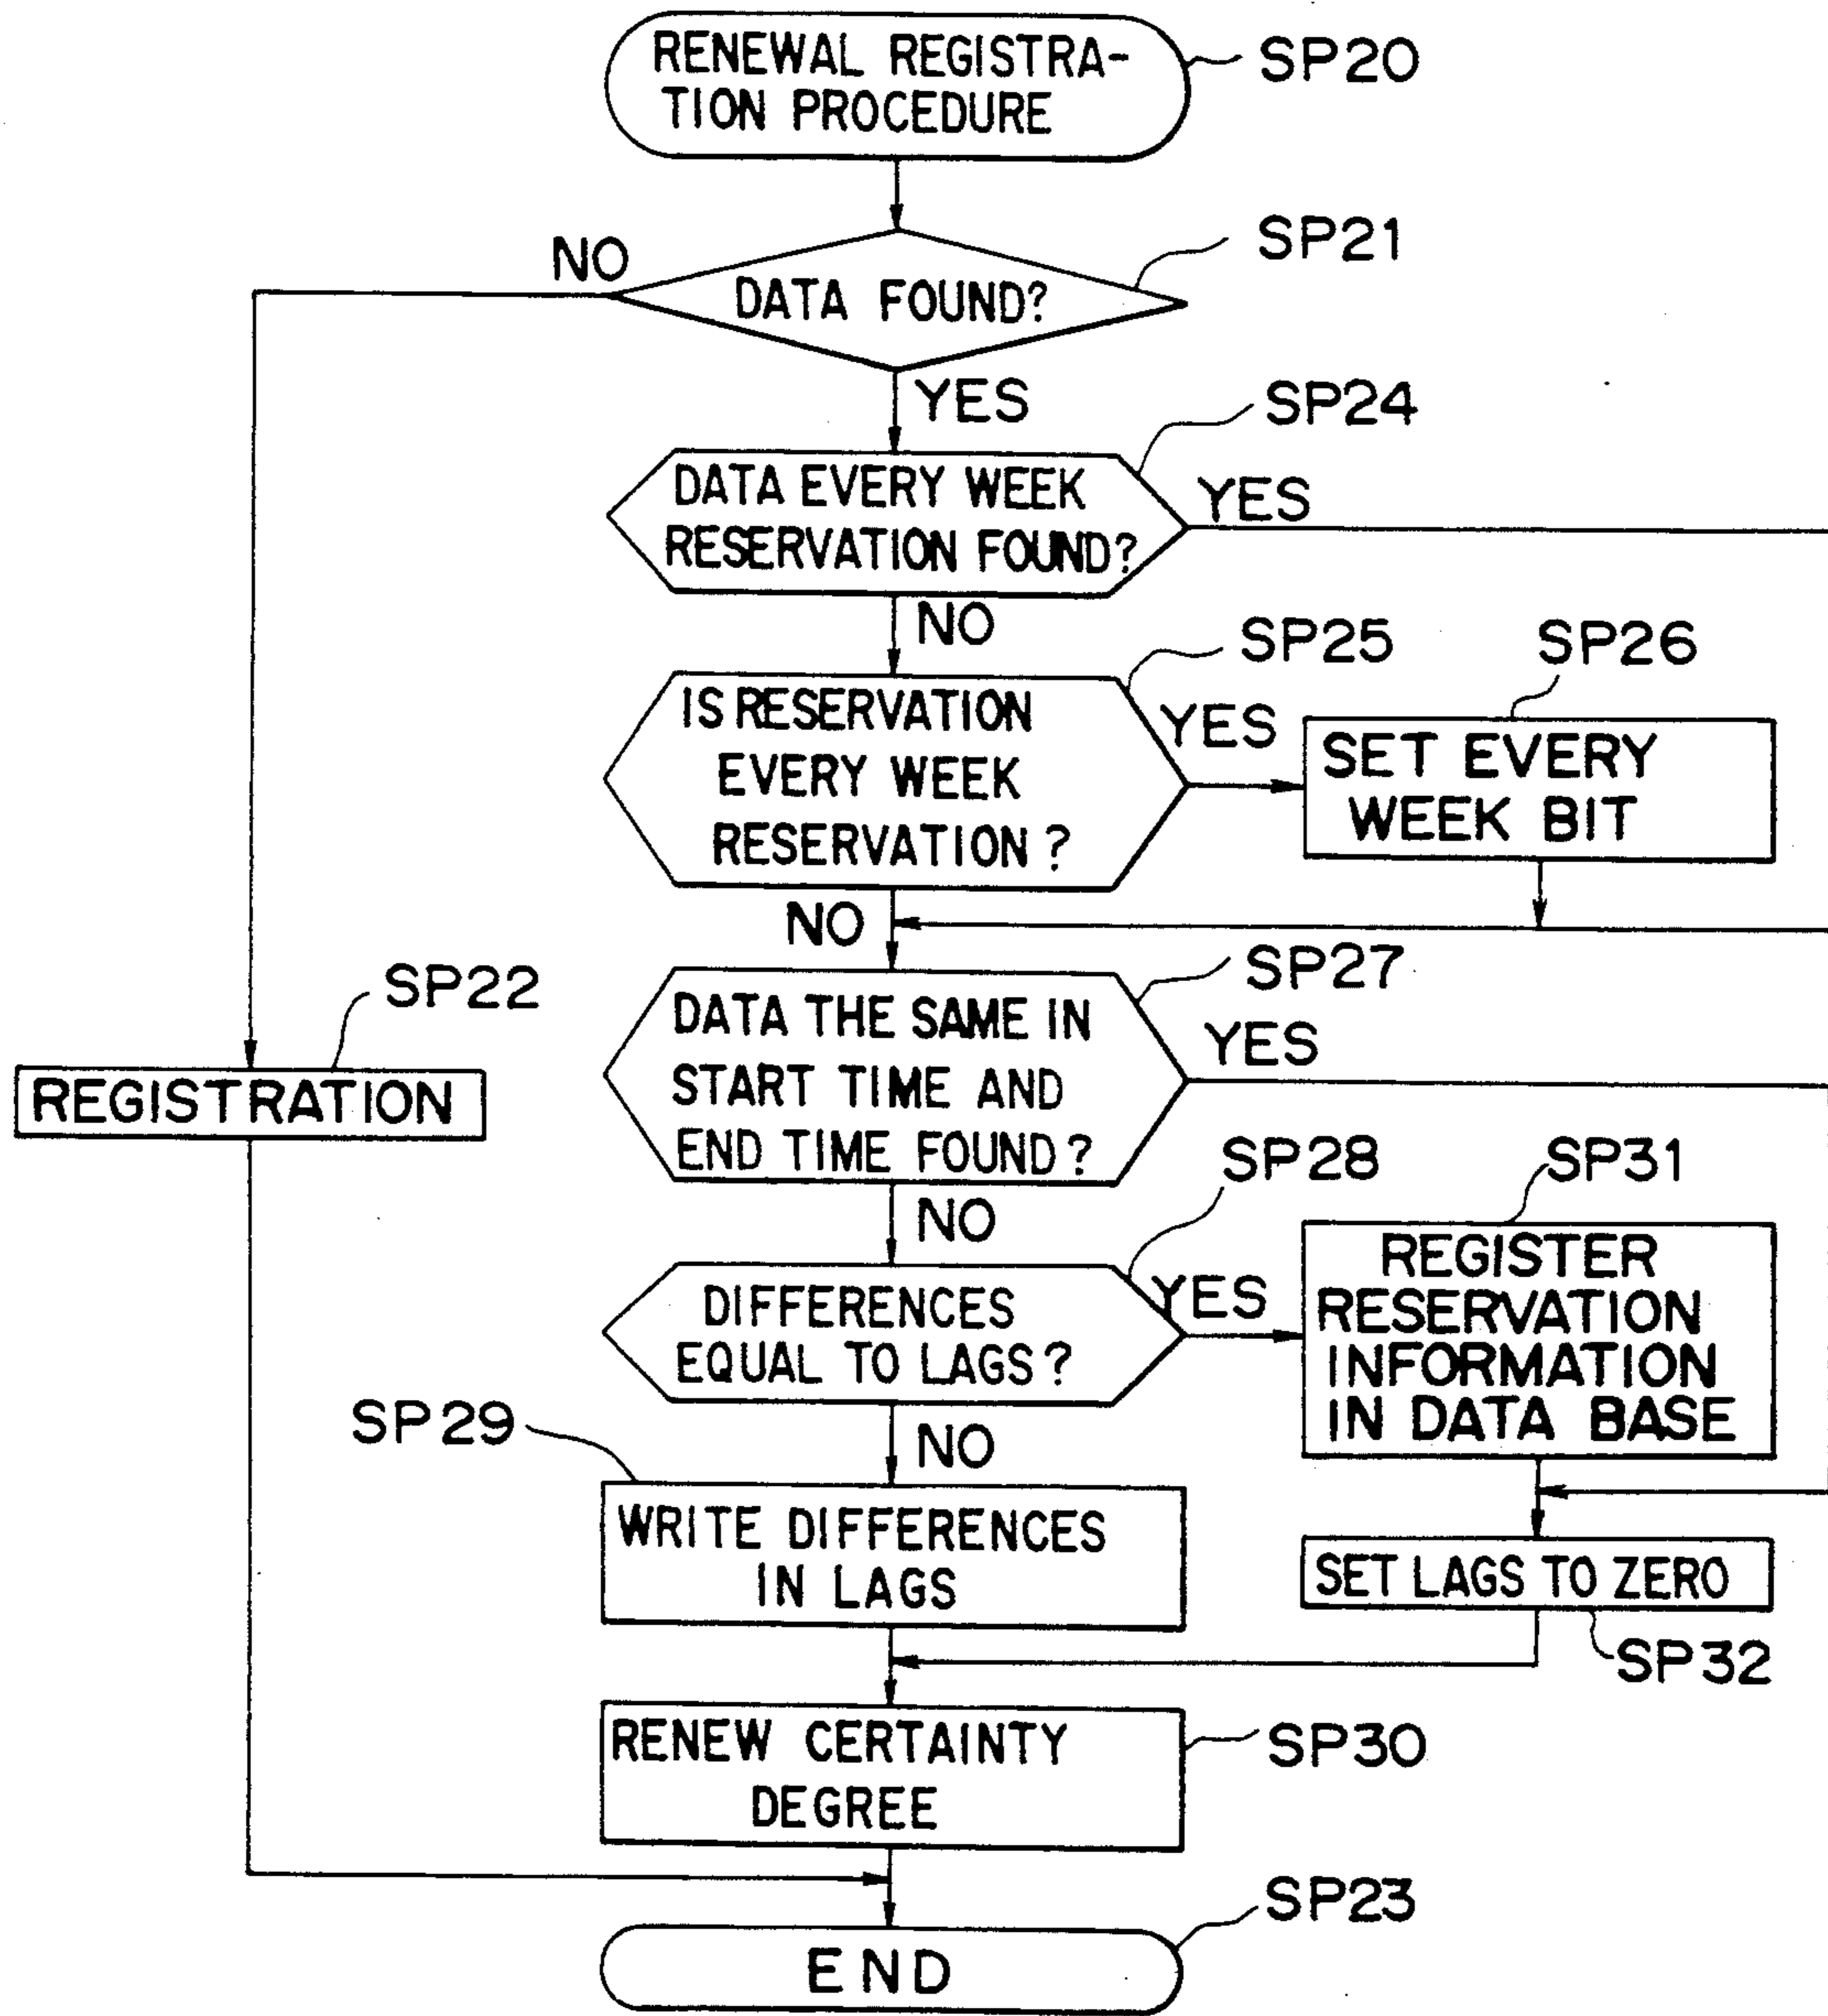 RENEWAL REGISTRA-
TION PROCEDURE
SP20
SP21
NO
DATA FOUND?
YES
SP24
DATA EVERY WEEK
RESERVATION FOUND?
YES
NO
SP25
SP26
IS RESERVATION
EVERY WEEK
RESERVATION?
YES
SET EVERY
WEEK BIT
NO
SP27
SP22
DATA THE SAME IN
START TIME AND
END TIME FOUND?
YES
REGISTRATION
SP28
SP31
NO
DIFFERENCES
EQUAL TO LAGS?
YES
REGISTER
RESERVATION
INFORMATION
IN DATA BASE
SP29
NO
WRITE DIFFERENCES
IN LAGS
SET LAGS TO ZERO
SP32
RENEW CERTAINTY
DEGREE
SP30
SP23
END